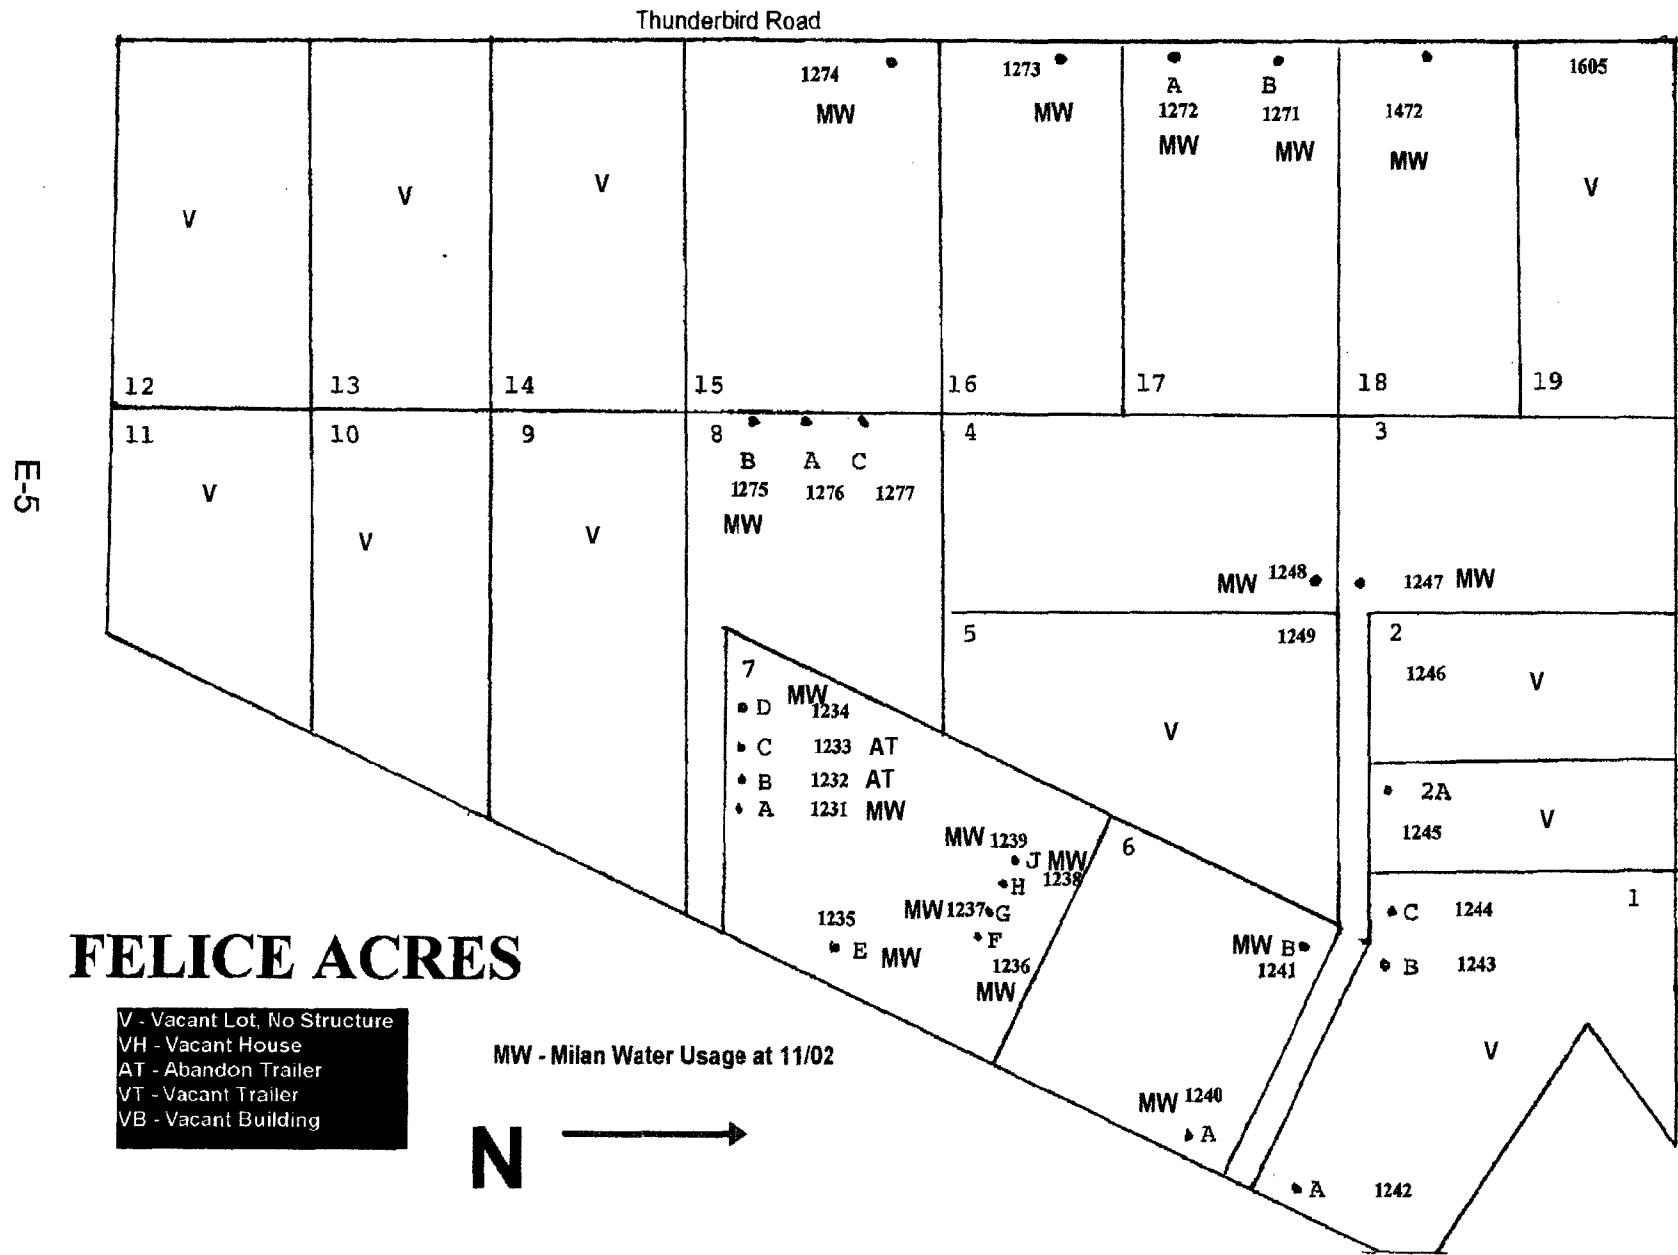 Thunderbird Road
1274
MW
1273
MW
A
1272
MW
B
1271
MW
1472
MW
1605
V
V
V
V
12
13
14
15
16
17
18
19
11
10
9
8
4
3
E-5
V
V
V
B
A
C
1275
1276
1277
MW
MW 1248
1247 MW
5
1249
2
1246
V
7
MW
D 1234
C 1233 AT
B 1232 AT
A 1231 MW
V
2A
1245
V
MW 1239
J MW
H 1238
MW 1237 G
F
1236
MW
1235
E MW
6
MW B
1241
1
C 1244
B 1243
V
FELICE ACRES
V - Vacant Lot, No Structure
VH - Vacant House
AT - Abandon Trailer
VT - Vacant Trailer
VB - Vacant Building
MW - Milan Water Usage at 11/02
N
MW 1240
A
A 1242